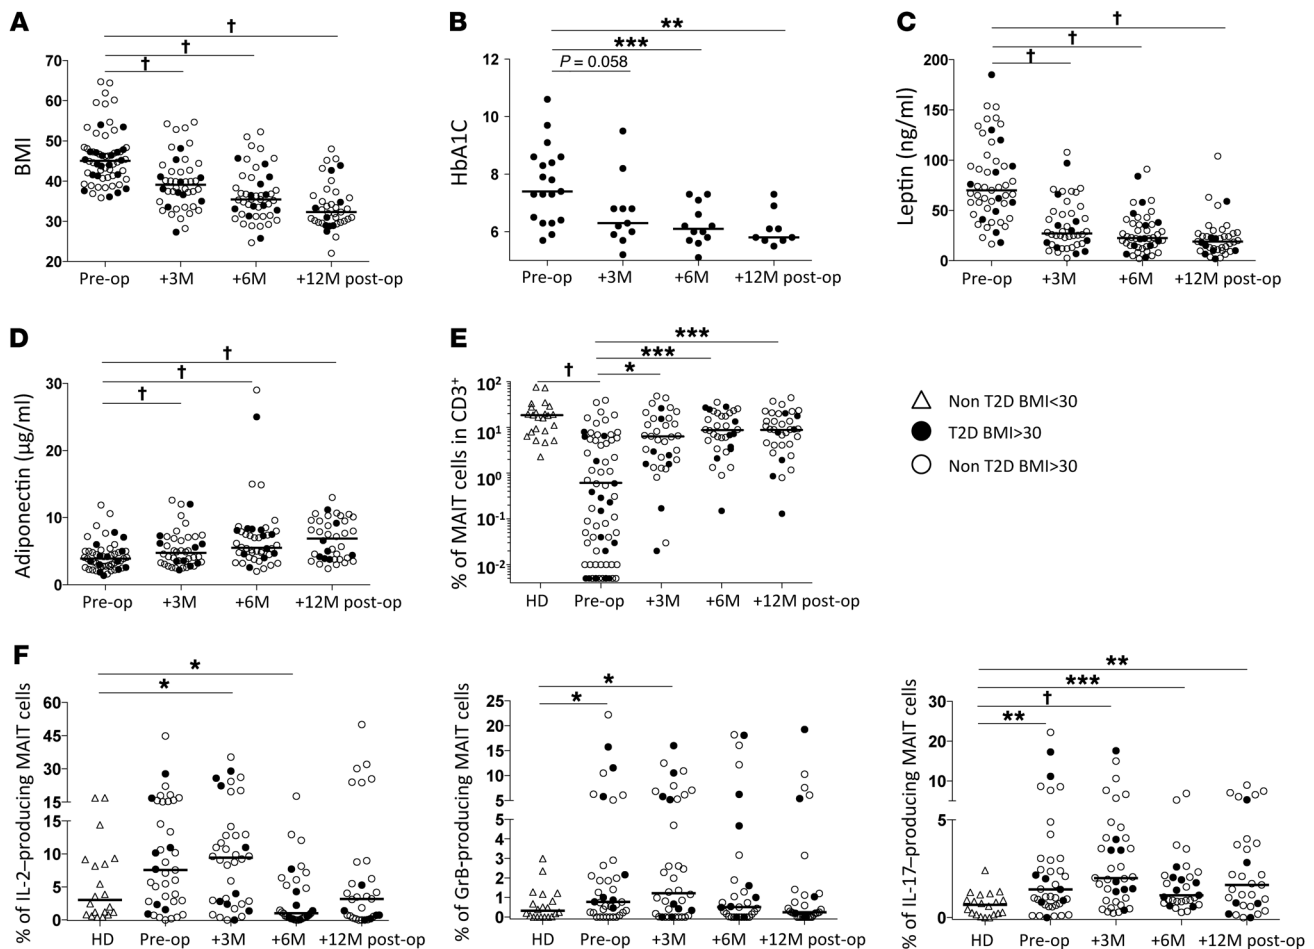 A
BMI
70
60
50
40
30
20
†
†
†
Pre-op +3M +6M +12M post-op
B
HbA1C
12
10
8
6
**
***
P = 0.058
Pre-op +3M +6M +12M post-op
C
Leptin (ng/ml)
200
150
100
50
0
†
†
†
Pre-op +3M +6M +12M post-op
D
Adiponectin (µg/ml)
30
20
10
0
†
†
†
Pre-op +3M +6M +12M post-op
E
% of MAIT cells in CD3⁺
10²
10¹
10⁰
10⁻¹
10⁻²
***
***
† *
HD Pre-op +3M +6M +12M post-op
Non T2D BMI<30
T2D BMI>30
Non T2D BMI>30
F
% of IL-2–producing MAIT cells
60
45
30
15
15
10
5
0
*
*
HD Pre-op +3M +6M +12M post-op
% of GrB-producing MAIT cells
25
20
15
10
5
5
4
3
2
1
0
*
*
HD Pre-op +3M +6M +12M post-op
% of IL-17–producing MAIT cells
30
20
10
5
0
**
***
†
**
HD Pre-op +3M +6M +12M post-op